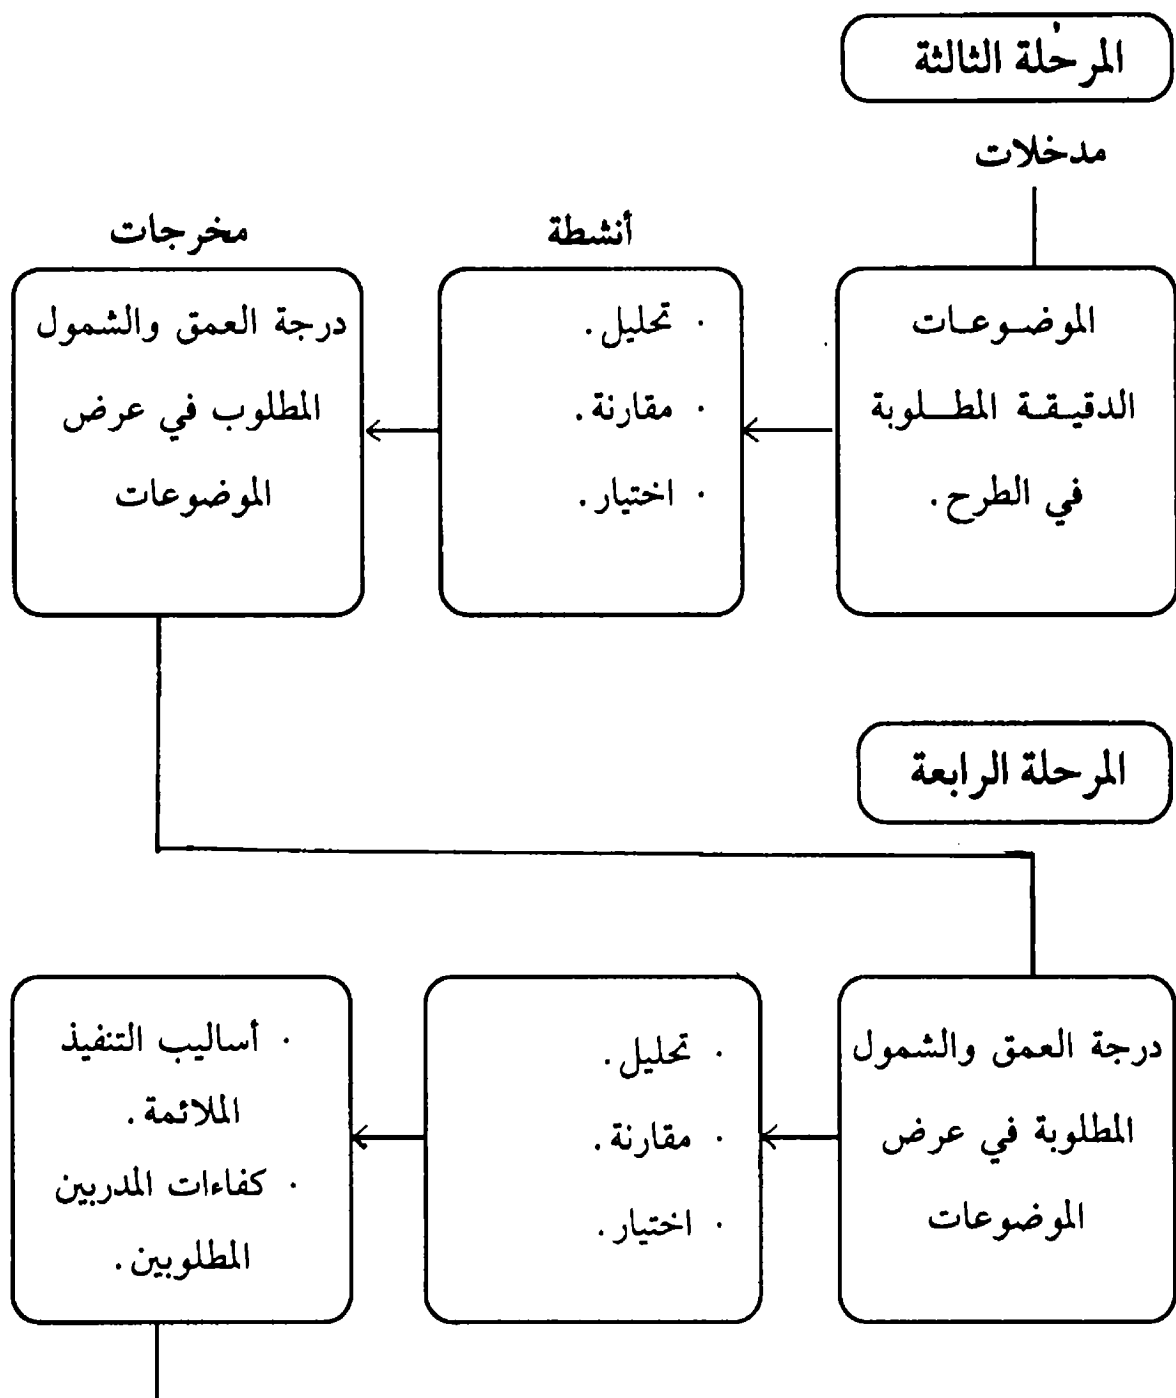 المرحلة الثالثة
مدخلات
أنشطة
مخرجات
الموضوعات
الدقيقة المطلوبة
في الطرح.
· تحليل.
· مقارنة.
· اختيار.
درجة العمق والشمول
المطلوب في عرض
الموضوعات
المرحلة الرابعة
درجة العمق والشمول
المطلوبة في عرض
الموضوعات
· تحليل.
· مقارنة.
· اختيار.
· أساليب التنفيذ
الملائمة.
· كفاءات المدربين
المطلوبين.